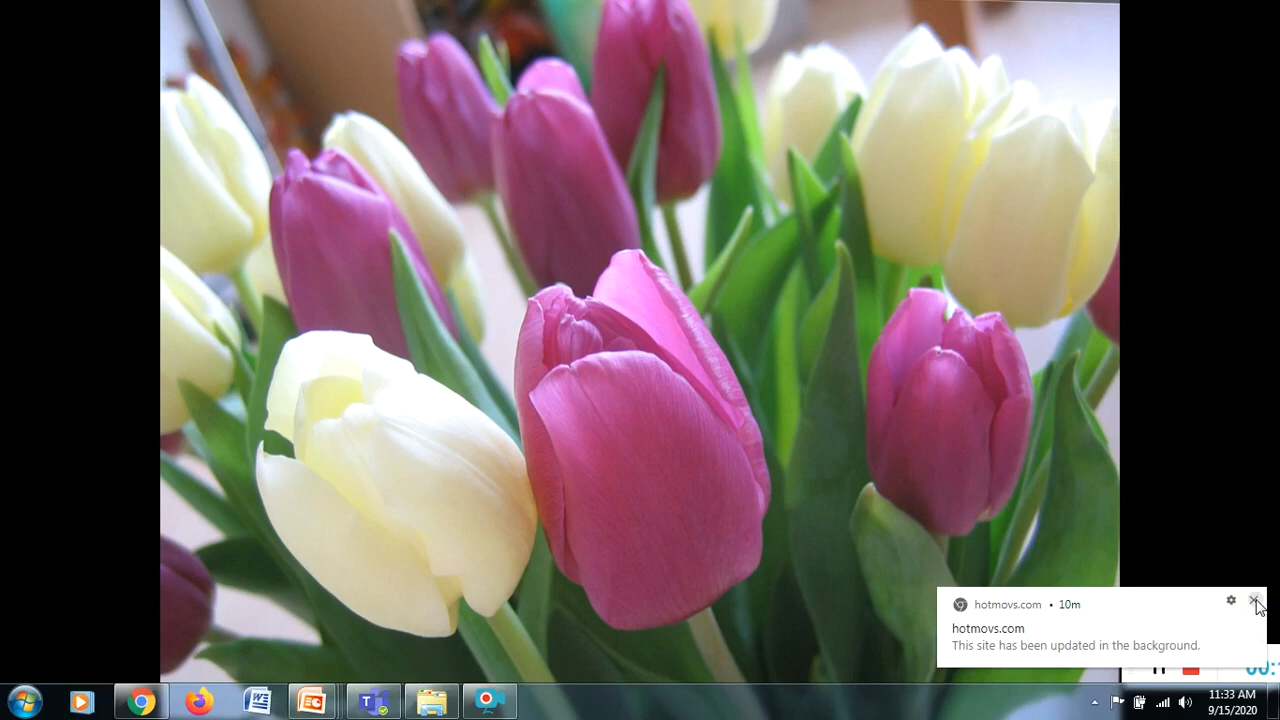 hotmovs.com • 10m
hotmovs.com
This site has been updated in the background.
00:
11:33 AM
9/15/2020